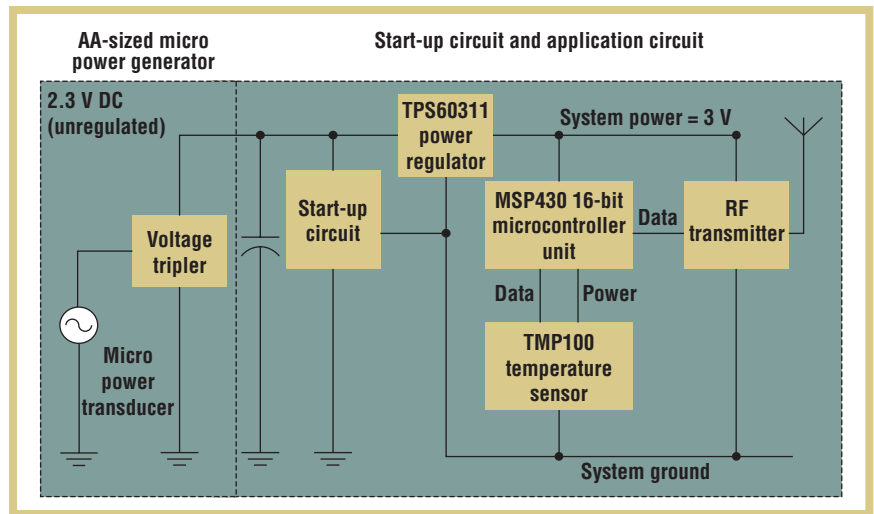 AA-sized micro
power generator
Start-up circuit and application circuit
2.3 V DC
(unregulated)
TPS60311
power
regulator
System power = 3 V
Start-up
circuit
MSP430 16-bit
microcontroller
unit
Data
RF
transmitter
Voltage
tripler
Data
Power
Micro
power
transducer
TMP100
temperature
sensor
System ground